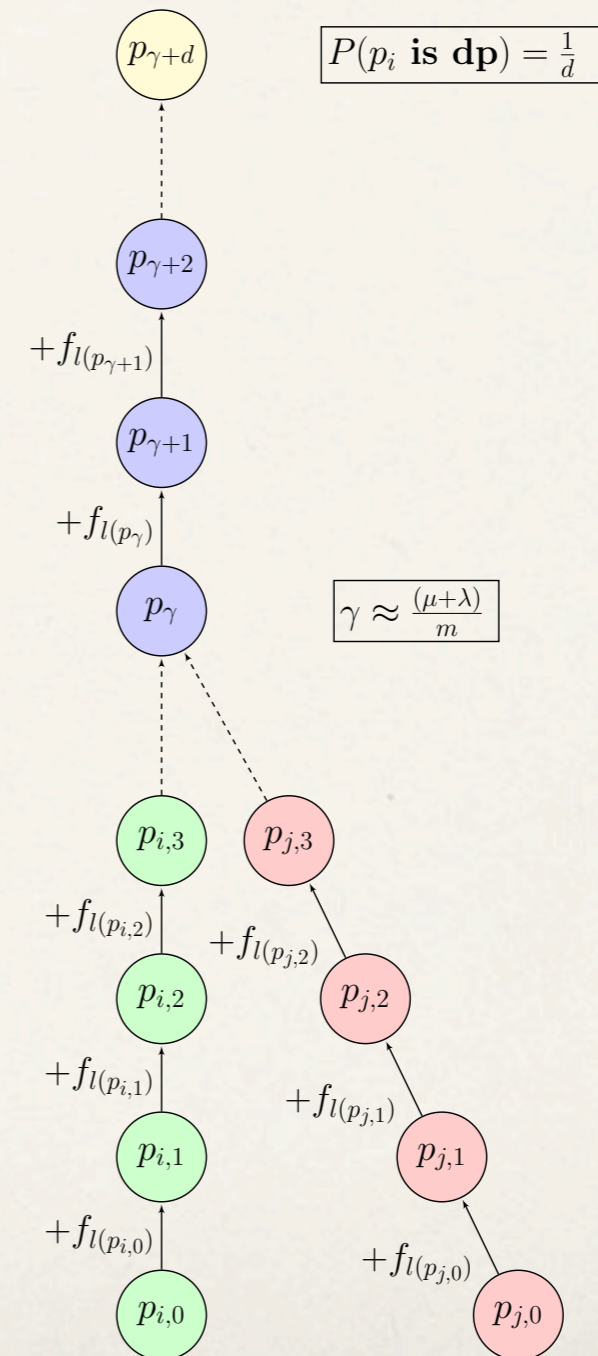 p_{γ+d}
P(p_i is dp) = \frac{1}{d}
p_{γ+2}
+f_{l(p_{γ+1})}
p_{γ+1}
+f_{l(p_γ)}
p_γ
γ ≈ \frac{(μ+λ)}{m}
p_{i,3} p_{j,3}
+f_{l(p_{i,2})} +f_{l(p_{j,2})}
p_{i,2} p_{j,2}
+f_{l(p_{i,1})} +f_{l(p_{j,1})}
p_{i,1} p_{j,1}
+f_{l(p_{i,0})} +f_{l(p_{j,0})}
p_{i,0} p_{j,0}